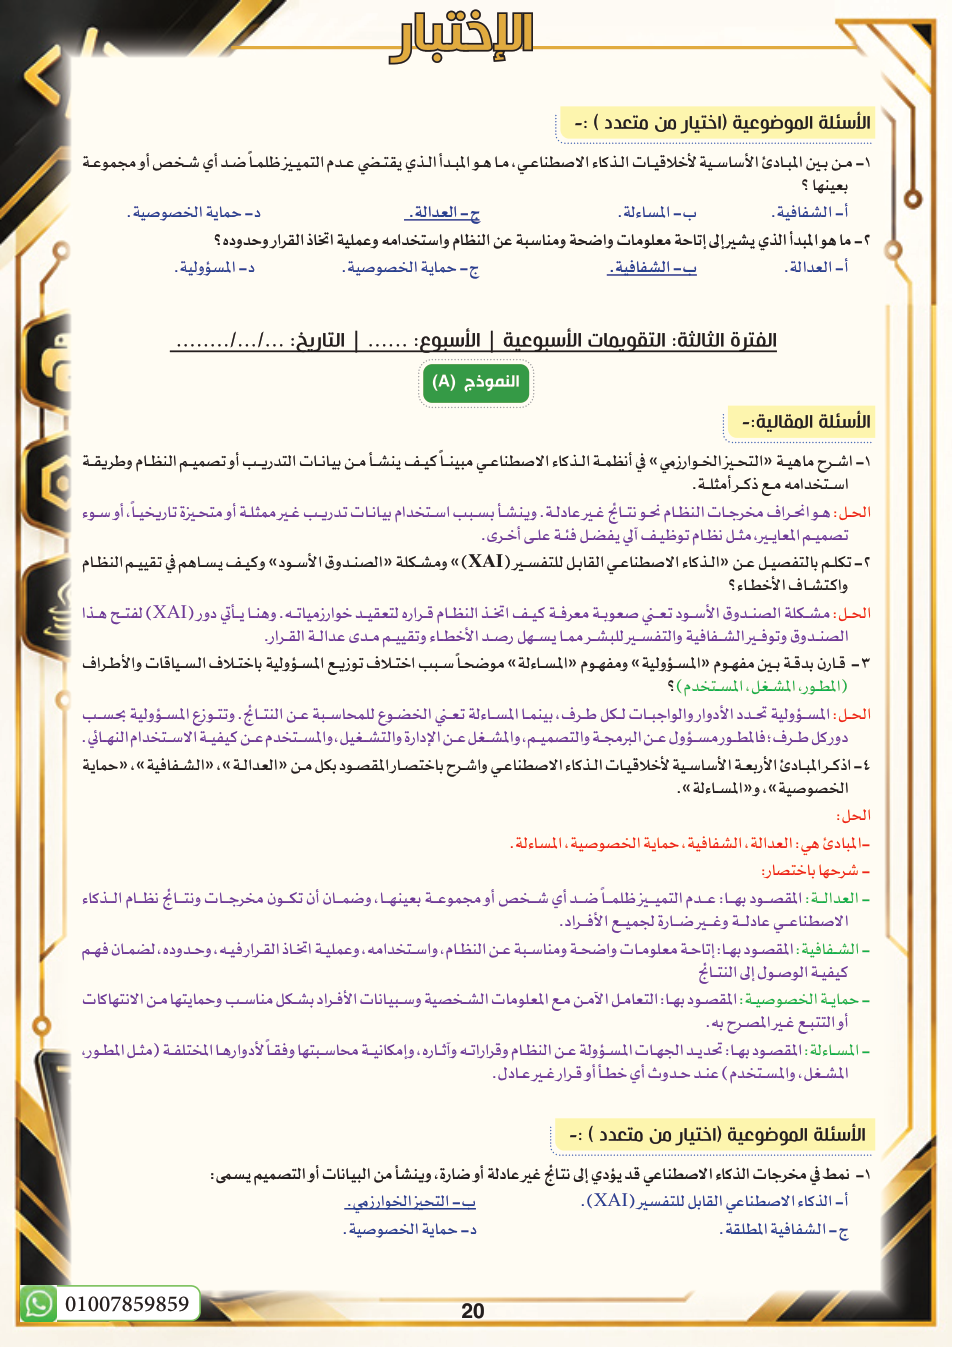 الإختبار
الأسئلة الموضوعية (اختيار من متعدد ) :-
١- من بين المبادئ الأساسية لأخلاقيات الذكاء الاصطناعي، ما هو المبدأ الذي يقتضي عدم التمييز ظلماً ضد أي شخص أو مجموعة
بعينها ؟
أ- الشفافية. ب- المساءلة. ج- العدالة. د- حماية الخصوصية.
٢- ما هو المبدأ الذي يشير إلى إتاحة معلومات واضحة ومناسبة عن النظام واستخدامه وعملية اتخاذ القرار وحدوده؟
أ- العدالة. ب- الشفافية. ج- حماية الخصوصية. د- المسؤولية.
الفترة الثالثة: التقويمات الأسبوعية | الأسبوع: ...... | التاريخ: .../.../........
النموذج (A)
الأسئلة المقالية:-
١- اشرح ماهية «التحيز الخوارزمي» في أنظمة الذكاء الاصطناعي مبيناً كيف ينشأ من بيانات التدريب أو تصميم النظام وطريقة
استخدامه مع ذكر أمثلة.
الحل: هو انحراف مخرجات النظام نحو نتائج غير عادلة. وينشأ بسبب استخدام بيانات تدريب غير ممثلة أو متحيزة تاريخياً، أو سوء
تصميم المعايير، مثل نظام توظيف آلي يفضل فئة على أخرى.
٢- تكلم بالتفصيل عن «الذكاء الاصطناعي القابل للتفسير (XAI)» ومشكلة «الصندوق الأسود» وكيف يساهم في تقييم النظام
واكتشاف الأخطاء؟
الحل: مشكلة الصندوق الأسود تعني صعوبة معرفة كيف اتخذ النظام قراره لتعقيد خوارزمياته. وهنا يأتي دور (XAI) لفتح هذا
الصندوق وتوفير الشفافية والتفسير للبشر مما يسهل رصد الأخطاء وتقييم مدى عدالة القرار.
٣- قارن بدقة بين مفهوم «المسؤولية» ومفهوم «المساءلة» موضحاً سبب اختلاف توزيع المسؤولية باختلاف السياقات والأطراف
(المطور، المشغل، المستخدم)؟
الحل: المسؤولية تحدد الأدوار والواجبات لكل طرف، بينما المساءلة تعني الخضوع للمحاسبة عن النتائج. وتتوزع المسؤولية بحسب
دور كل طرف؛ فالمطور مسؤول عن البرمجة والتصميم، والمشغل عن الإدارة والتشغيل، والمستخدم عن كيفية الاستخدام النهائي.
٤- اذكر المبادئ الأربعة الأساسية لأخلاقيات الذكاء الاصطناعي واشرح باختصار المقصود بكل من «العدالة»، «الشفافية»، «حماية
الخصوصية»، و«المساءلة».
الحل:
-المبادئ هي: العدالة، الشفافية، حماية الخصوصية، المساءلة.
- شرحها باختصار:
- العدالة: المقصود بها: عدم التمييز ظلماً ضد أي شخص أو مجموعة بعينها، وضمان أن تكون مخرجات ونتائج نظام الذكاء
الاصطناعي عادلة وغير ضارة لجميع الأفراد.
- الشفافية: المقصود بها: إتاحة معلومات واضحة ومناسبة عن النظام، واستخدامه، وعملية اتخاذ القرار فيه، وحدوده، لضمان فهم
كيفية الوصول إلى النتائج
- حماية الخصوصية: المقصود بها: التعامل الآمن مع المعلومات الشخصية وبيانات الأفراد بشكل مناسب وحمايتها من الانتهاكات
أو التتبع غير المصرح به.
- المساءلة: المقصود بها: تحديد الجهات المسؤولة عن النظام وقراراته وآثاره، وإمكانية محاسبتها وفقاً لأدوارها المختلفة (مثل المطور،
المشغل، والمستخدم) عند حدوث أي خطأ أو قرار غير عادل.
الأسئلة الموضوعية (اختيار من متعدد ) :-
١- نمط في مخرجات الذكاء الاصطناعي قد يؤدي إلى نتائج غير عادلة أو ضارة، وينشأ من البيانات أو التصميم يسمى:
أ- الذكاء الاصطناعي القابل للتفسير (XAI). ب- التحيز الخوارزمي.
ج- الشفافية المطلقة. د- حماية الخصوصية.
01007859859
20